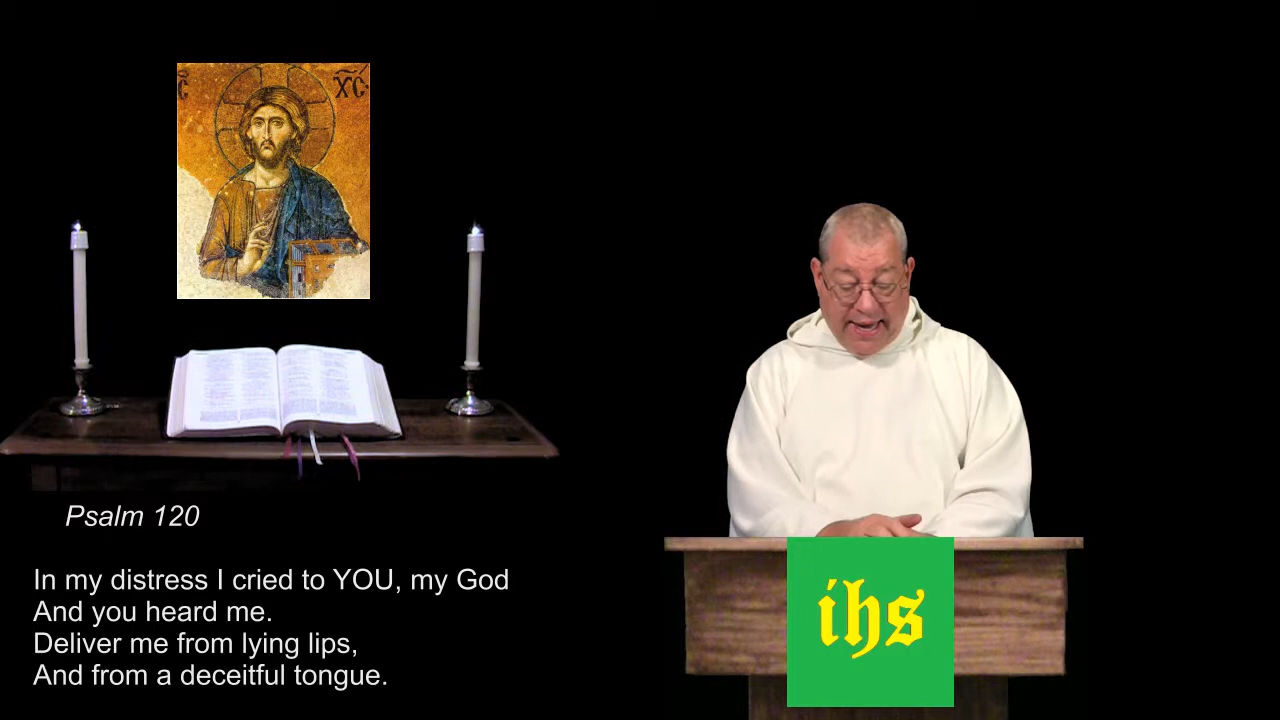 C
XC
Psalm 120
In my distress I cried to YOU, my God
And you heard me.
Deliver me from lying lips,
And from a deceitful tongue.
ihs